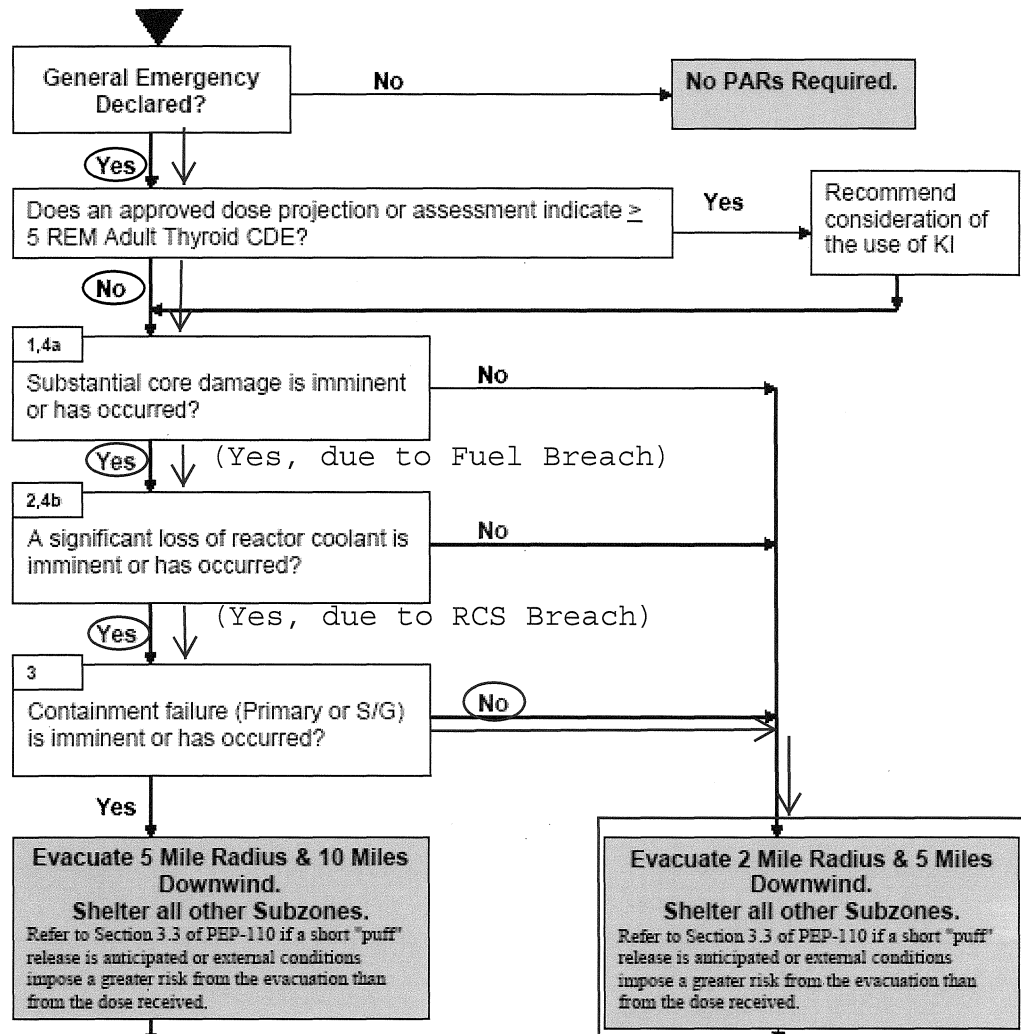 General Emergency
Declared?
No
No PARs Required.
Yes
Does an approved dose projection or assessment indicate ≥
5 REM Adult Thyroid CDE?
Yes
Recommend
consideration of
the use of KI
No
1,4a
Substantial core damage is imminent
or has occurred?
No
Yes
(Yes, due to Fuel Breach)
2,4b
A significant loss of reactor coolant is
imminent or has occurred?
No
Yes
(Yes, due to RCS Breach)
3
Containment failure (Primary or S/G)
is imminent or has occurred?
No
Yes
Evacuate 5 Mile Radius & 10 Miles
Downwind.
Shelter all other Subzones.
Refer to Section 3.3 of PEP-110 if a short "puff"
release is anticipated or external conditions
impose a greater risk from the evacuation than
from the dose received.
Evacuate 2 Mile Radius & 5 Miles
Downwind.
Shelter all other Subzones.
Refer to Section 3.3 of PEP-110 if a short "puff"
release is anticipated or external conditions
impose a greater risk from the evacuation than
from the dose received.